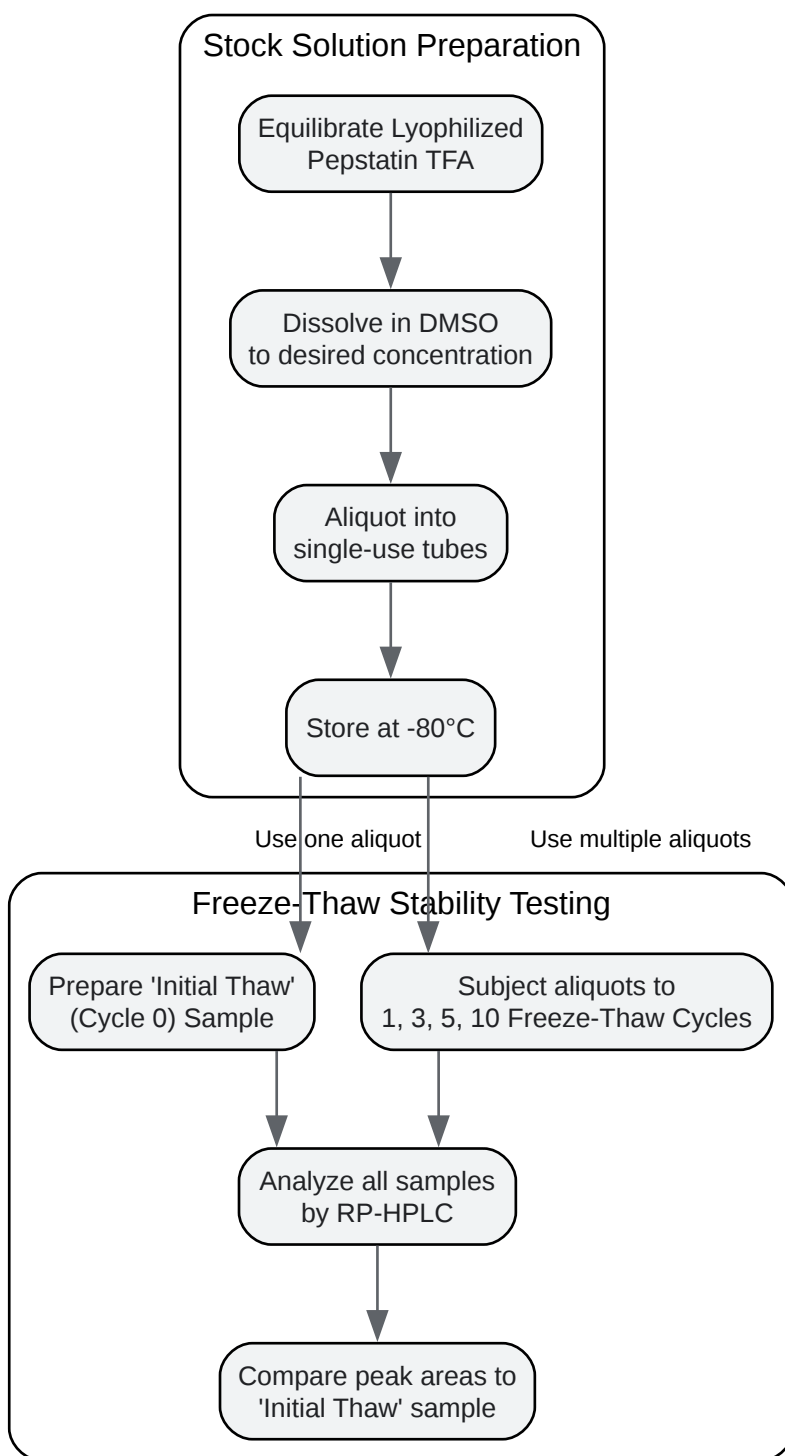 Stock Solution Preparation
Equilibrate Lyophilized
Pepstatin TFA
Dissolve in DMSO
to desired concentration
Aliquot into
single-use tubes
Store at -80°C
Use one aliquot
Use multiple aliquots
Freeze-Thaw Stability Testing
Prepare 'Initial Thaw'
(Cycle 0) Sample
Subject aliquots to
1, 3, 5, 10 Freeze-Thaw Cycles
Analyze all samples
by RP-HPLC
Compare peak areas to
'Initial Thaw' sample